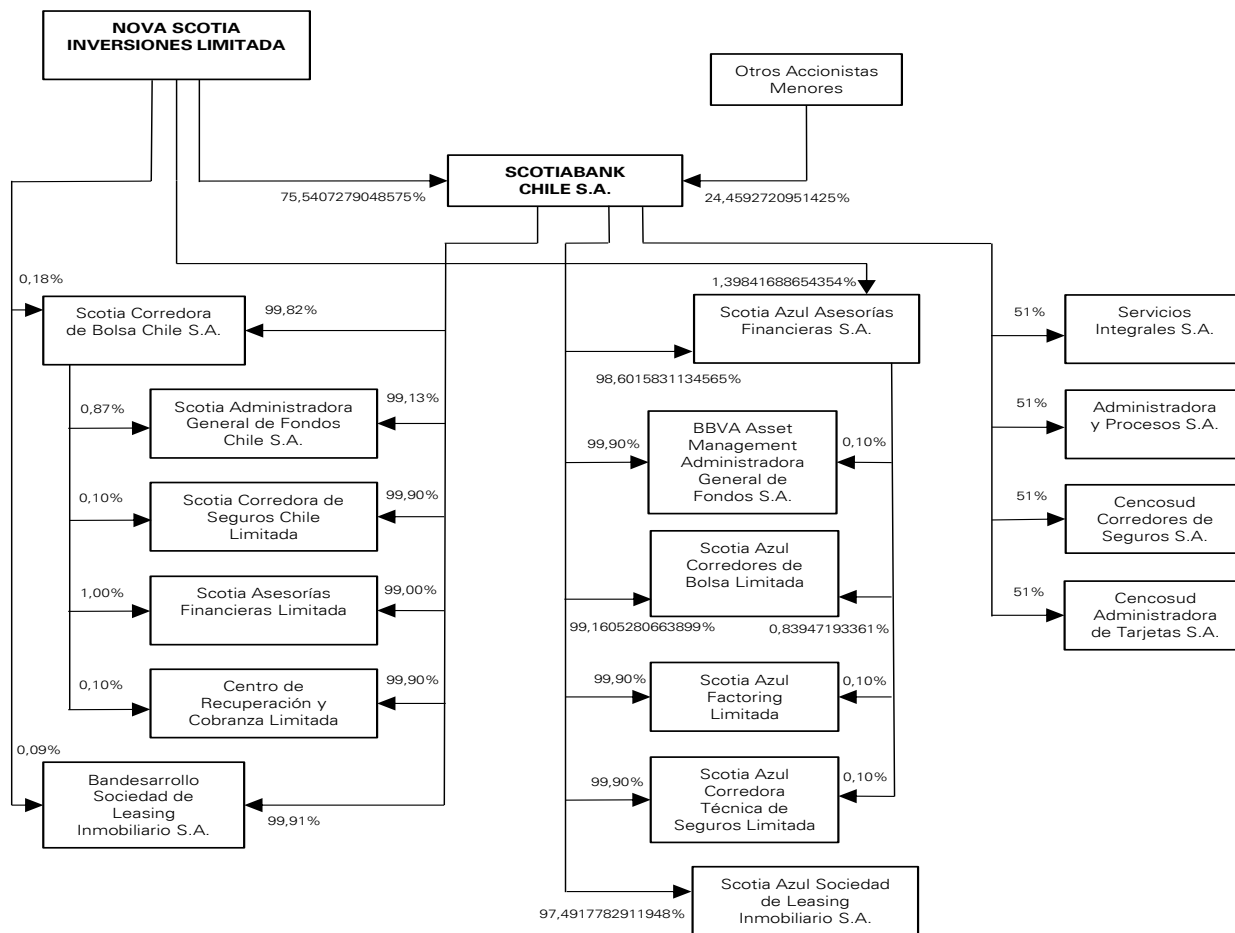 NOVA SCOTIA
INVERSIONES LIMITADA
Otros Accionistas
Menores
SCOTIABANK
CHILE S.A.
75,5407279048575%
24,4592720951425%
0,18%
Scotia Corredora
de Bolsa Chile S.A.
99,82%
1,39841688654354%
Scotia Azul Asesorías
Financieras S.A.
98,6015831134565%
51%
Servicios
Integrales S.A.
0,87%
Scotia Administradora
General de Fondos
Chile S.A.
99,13%
99,90%
BBVA Asset
Management
Administradora
General de
Fondos S.A.
0,10%
51%
Administradora
y Procesos S.A.
0,10%
Scotia Corredora de
Seguros Chile
Limitada
99,90%
51%
Cencosud
Corredores de
Seguros S.A.
Scotia Azul
Corredores de
Bolsa Limitada
99,1605280663899%
0,83947193361%
1,00%
Scotia Asesorías
Financieras Limitada
99,00%
51%
Cencosud
Administradora
de Tarjetas S.A.
0,10%
Centro de
Recuperación y
Cobranza Limitada
99,90%
99,90%
Scotia Azul
Factoring
Limitada
0,10%
0,09%
Bandesarrollo
Sociedad de
Leasing
Inmobiliario S.A.
99,91%
99,90%
Scotia Azul
Corredora
Técnica de
Seguros Limitada
0,10%
97,4917782911948%
Scotia Azul Sociedad
de Leasing
Inmobiliario S.A.